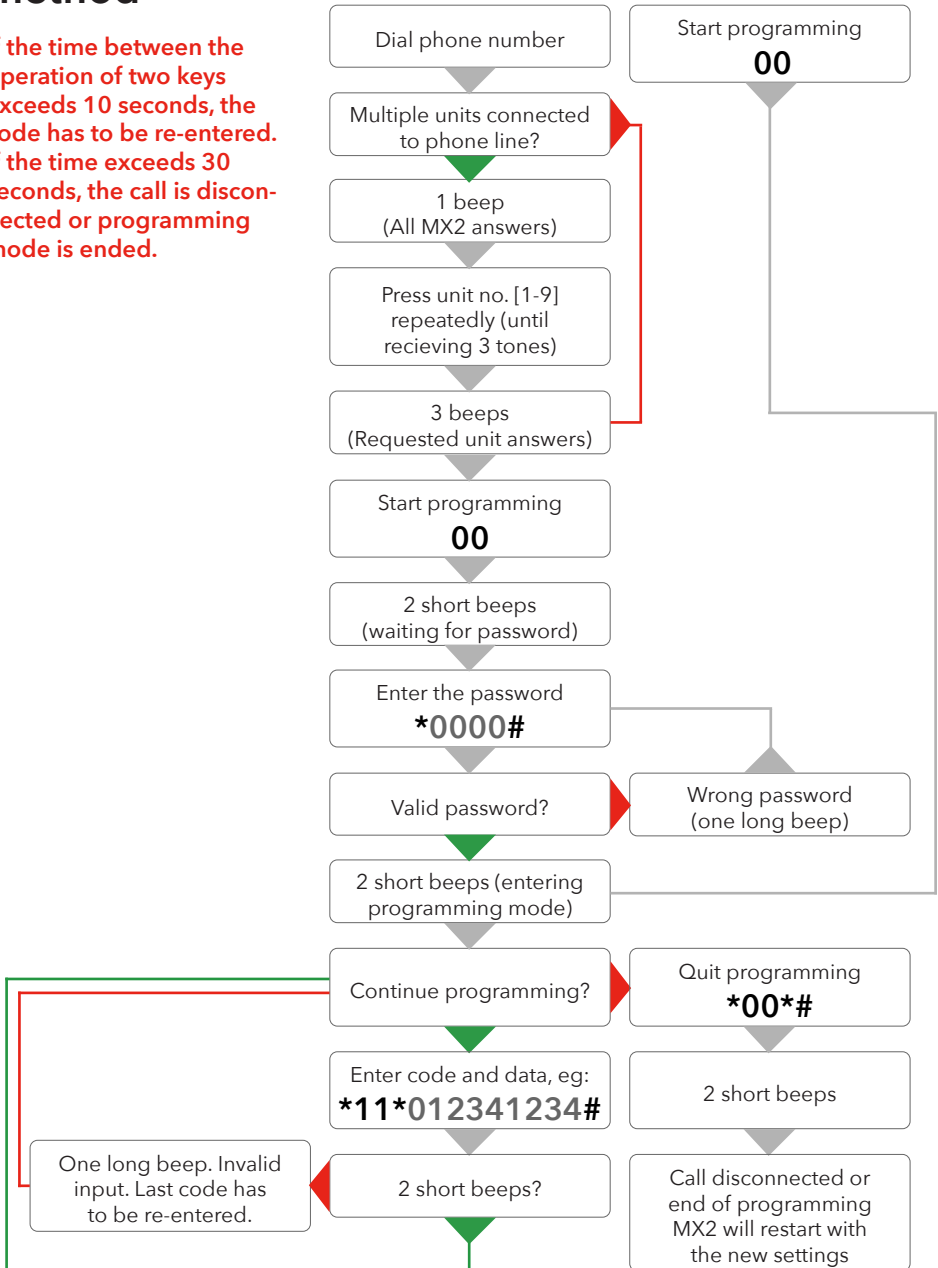 method
the time between the
peration of two keys
xceeds 10 seconds, the
ode has to be re-entered.
the time exceeds 30
econds, the call is discon-
ected or programming
mode is ended.
Dial phone number
Start programming
00
Multiple units connected
to phone line?
1 beep
(All MX2 answers)
Press unit no. [1-9]
repeatedly (until
recieving 3 tones)
3 beeps
(Requested unit answers)
Start programming
00
2 short beeps
(waiting for password)
Enter the password
*0000#
Valid password?
Wrong password
(one long beep)
2 short beeps (entering
programming mode)
Continue programming?
Quit programming
*00*#
Enter code and data, eg:
*11*012341234#
2 short beeps
One long beep. Invalid
input. Last code has
to be re-entered.
2 short beeps?
Call disconnected or
end of programming
MX2 will restart with
the new settings